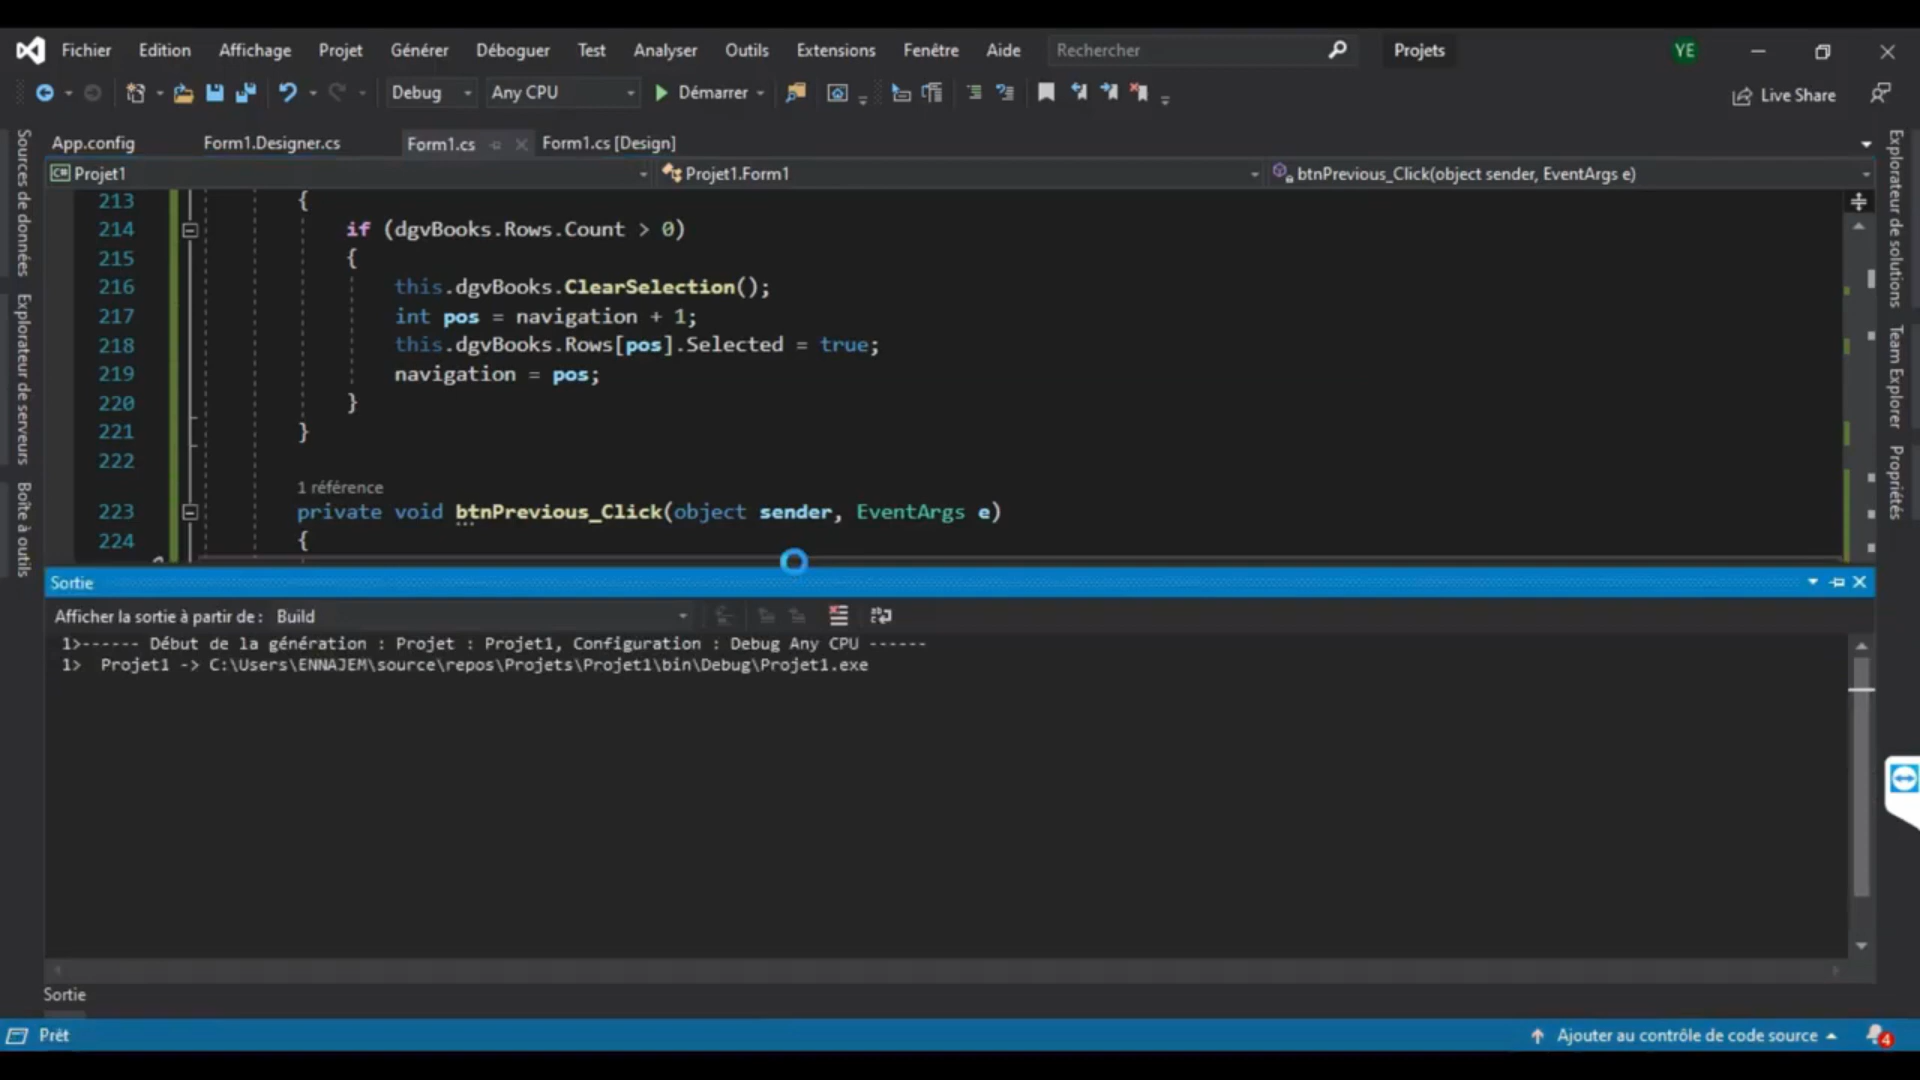 Fichier Edition Affichage Projet Générer Déboguer Test Analyser Outils Extensions Fenêtre Aide Rechercher Projets YE
Debug Any CPU Démarrer Live Share
App.config Form1.Designer.cs Form1.cs Form1.cs [Design]
C# Projet1 Projet1.Form1 btnPrevious_Click(object sender, EventArgs e)
213 {
214 if (dgvBooks.Rows.Count > 0)
215 {
216 this.dgvBooks.ClearSelection();
217 int pos = navigation + 1;
218 this.dgvBooks.Rows[pos].Selected = true;
219 navigation = pos;
220 }
221 }
222
1 référence
223 private void btnPrevious_Click(object sender, EventArgs e)
224 {
Sources de données
Explorateur de serveurs
Boîte à outils
Explorateur de solutions
Team Explorer
Propriétés
Sortie
Afficher la sortie à partir de : Build
1>------ Début de la génération : Projet : Projet1, Configuration : Debug Any CPU ------
1> Projet1 -> C:\Users\ENNAJEM\source\repos\Projets\Projet1\bin\Debug\Projet1.exe
Sortie
Prêt Ajouter au contrôle de code source 4